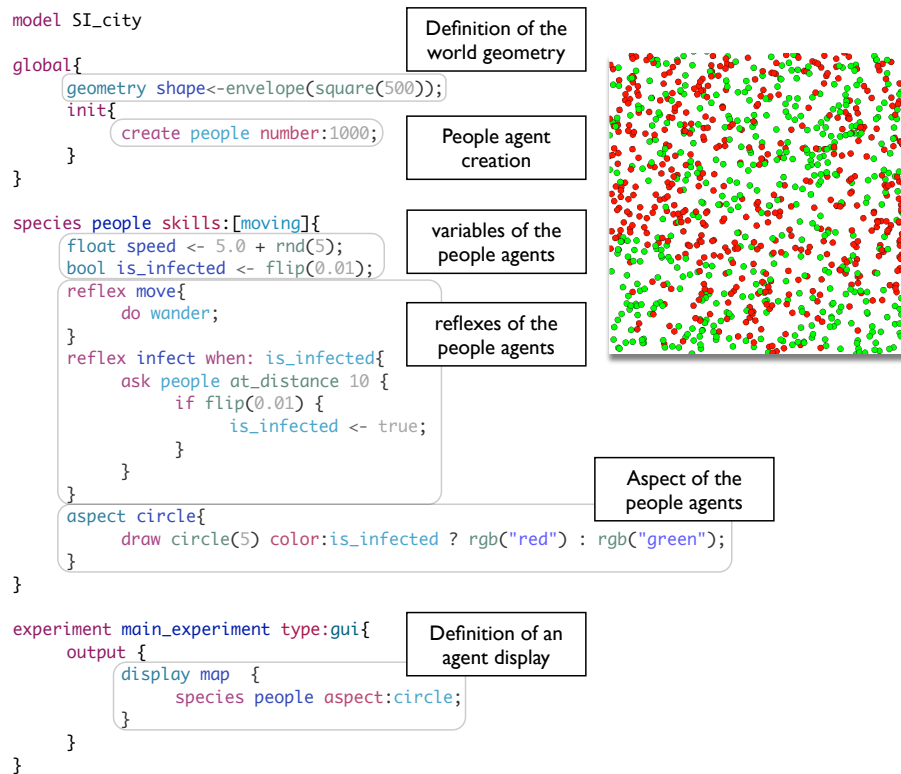 model SI_city
Definition of the
world geometry
global{
geometry shape<-envelope(square(500));
init{
create people number:1000;
People agent
creation
}
}
species people skills:[moving]{
float speed <- 5.0 + rnd(5);
bool is_infected <- flip(0.01);
variables of the
people agents
reflex move{
do wander;
}
reflex infect when: is_infected{
ask people at_distance 10 {
if flip(0.01) {
is_infected <- true;
}
}
}
reflexes of the
people agents
Aspect of the
people agents
aspect circle{
draw circle(5) color:is_infected ? rgb("red") : rgb("green");
}
}
experiment main_experiment type:gui{
output {
display map  {
species people aspect:circle;
}
Definition of an
agent display
}
}